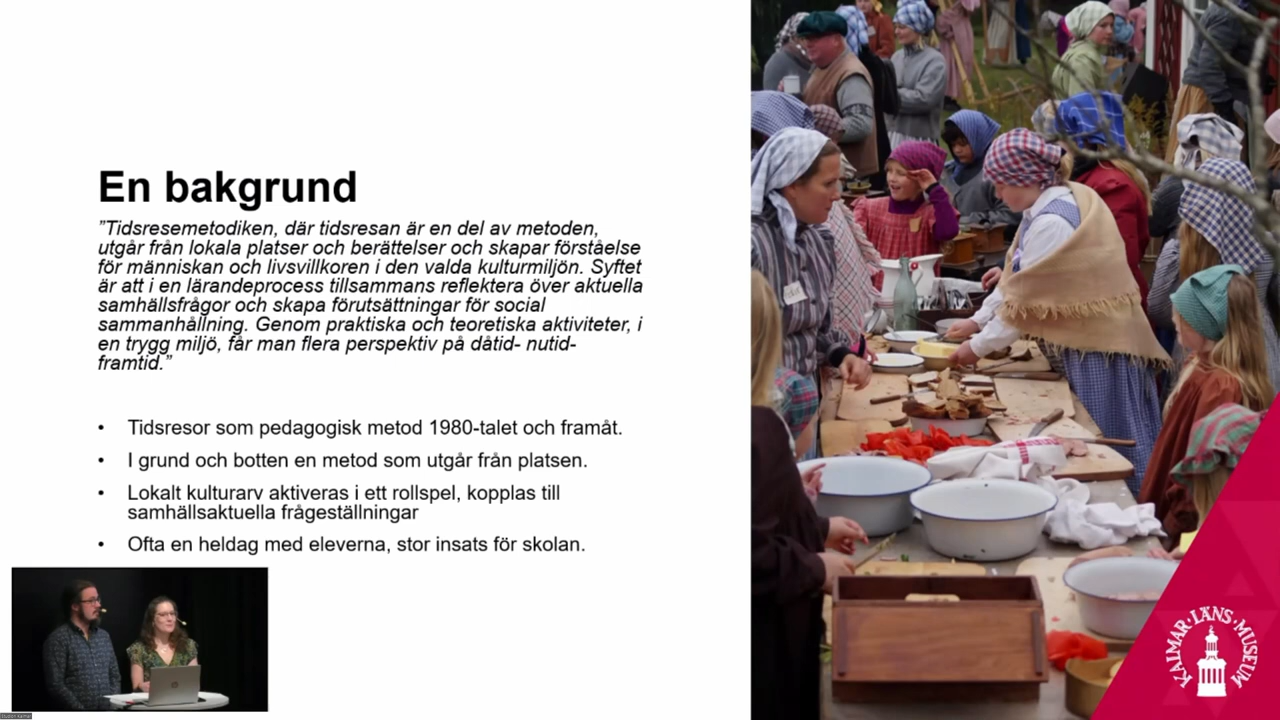 En bakgrund
”Tidsresemetodiken, där tidsresan är en del av metoden,
utgår från lokala platser och berättelser och skapar förståelse
för människan och livsvillkoren i den valda kulturmiljön. Syftet
är att i en lärandeprocess tillsammans reflektera över aktuella
samhällsfrågor och skapa förutsättningar för social
sammanhållning. Genom praktiska och teoretiska aktiviteter, i
en trygg miljö, får man flera perspektiv på dåtid- nutid-
framtid.”
• Tidsresor som pedagogisk metod 1980-talet och framåt.
• I grund och botten en metod som utgår från platsen.
• Lokalt kulturarv aktiveras i ett rollspel, kopplas till
samhällsaktuella frågeställningar
• Ofta en heldag med eleverna, stor insats för skolan.
KALMAR·LÄNS·MUSEUM